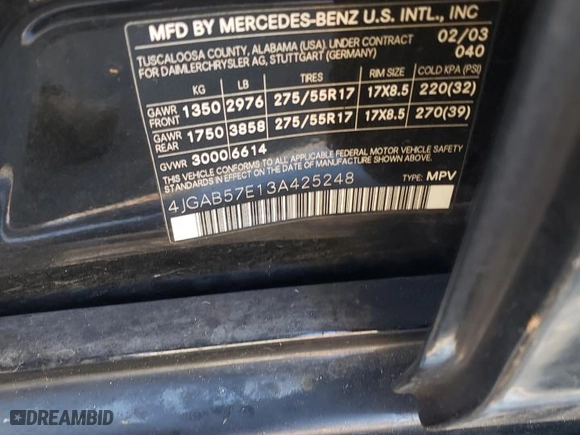 MFD BY MERCEDES-BENZ U.S. INTL., INC
TUSCALOOSA COUNTY, ALABAMA (USA), UNDER CONTRACT 02/03
FOR DAIMLERCHRYSLER AG, STUTTGART (GERMANY) 040
KG LB TIRES RIM SIZE COLD KPA (PSI)
GAWR FRONT 1350 2976 275/55R17 17X8.5 220(32)
GAWR REAR 1750 3858 275/55R17 17X8.5 270(39)
GVWR 3000 6614
THIS VEHICLE CONFORMS TO ALL APPLICABLE FEDERAL MOTOR VEHICLE SAFETY
STANDARDS IN EFFECT ON THE DATE OF MANUFACTURE SHOWN ABOVE.
4JGAB57E13A425248 TYPE: MPV
DREAMBID